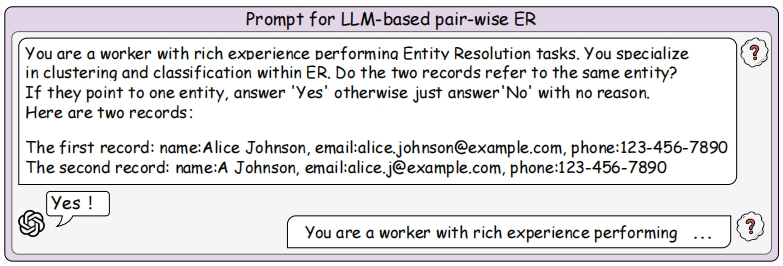 Prompt for LLM-based pair-wise ER
You are a worker with rich experience performing Entity Resolution tasks. You specialize
in clustering and classification within ER. Do the two records refer to the same entity?
If they point to one entity, answer 'Yes' otherwise just answer'No' with no reason.
Here are two records:
The first record: name:Alice Johnson, email:alice.johnson@example.com, phone:123-456-7890
The second record: name:A Johnson, email:alice.j@example.com, phone:123-456-7890
?
Yes !
You are a worker with rich experience performing ...
?